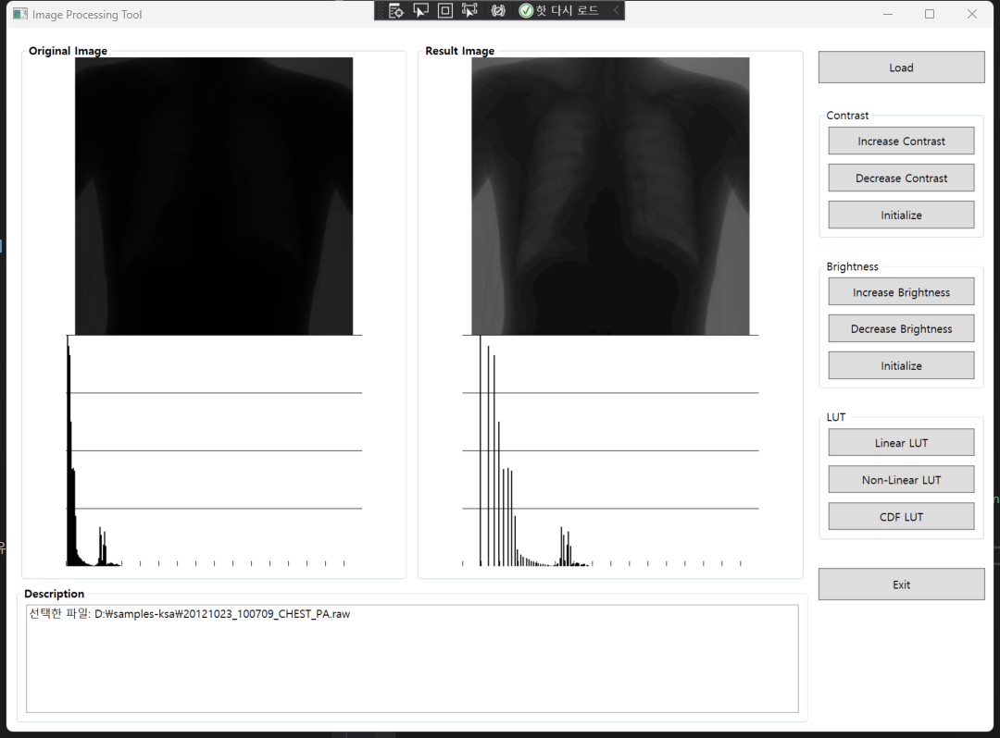 Image Processing Tool
핫 다시 로드
Original Image
Result Image
Load
Contrast
Increase Contrast
Decrease Contrast
Initialize
Brightness
Increase Brightness
Decrease Brightness
Initialize
LUT
Linear LUT
Non-Linear LUT
CDF LUT
Exit
Description
선택한 파일: D:₩samples-ksa₩20121023_100709_CHEST_PA.raw